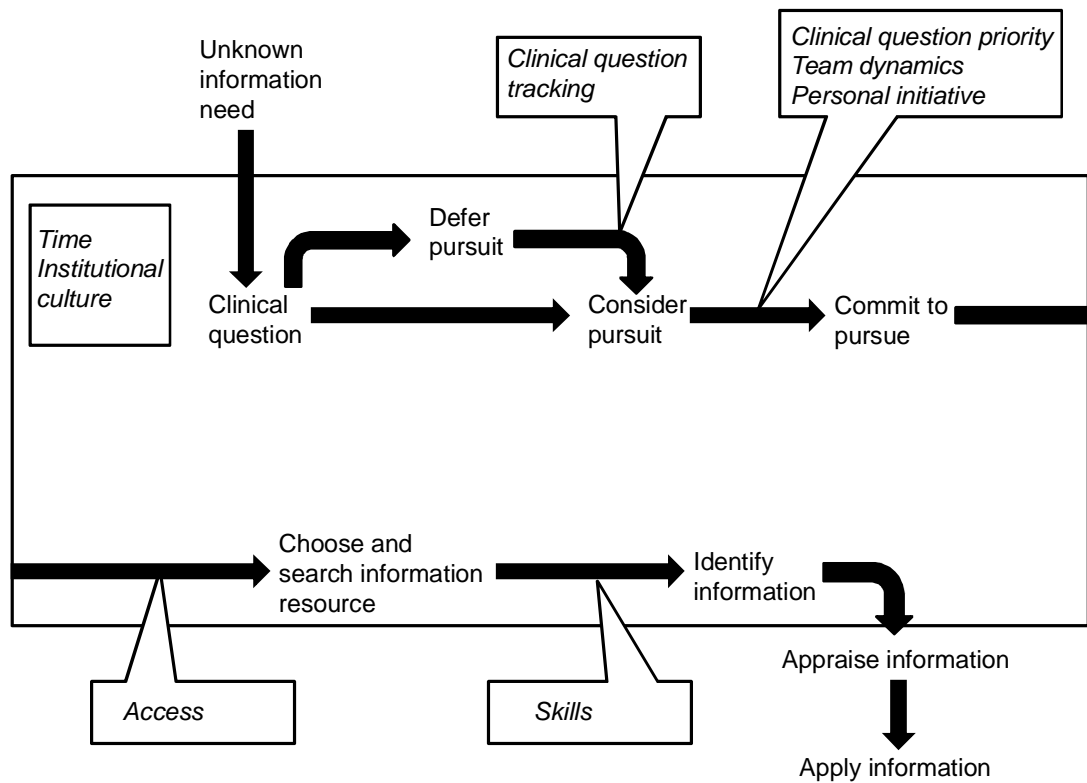 Unknown
information
need
Clinical question
tracking
Clinical question priority
Team dynamics
Personal initiative
Time
Institutional
culture
Defer
pursuit
Clinical
question
Consider
pursuit
Commit to
pursue
Choose and
search information
resource
Identify
information
Access
Skills
Appraise information
Apply information